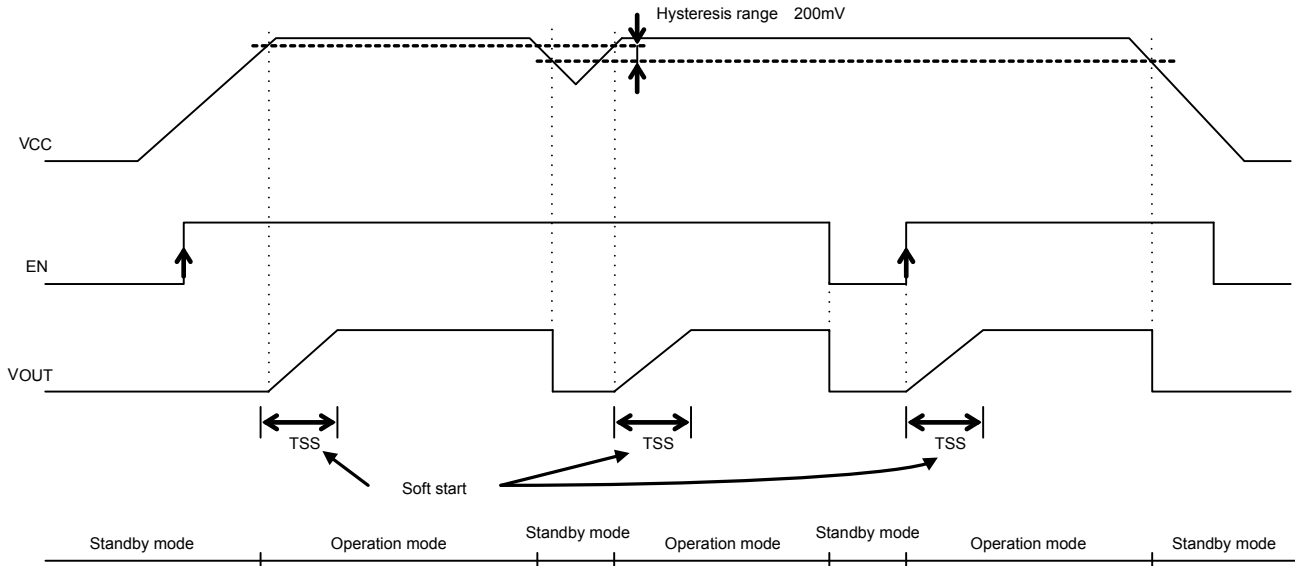 Hysteresis range 200mV
VCC
EN
VOUT
TSS TSS TSS
Soft start
Standby mode Operation mode Standby mode Operation mode Standby mode Operation mode Standby mode